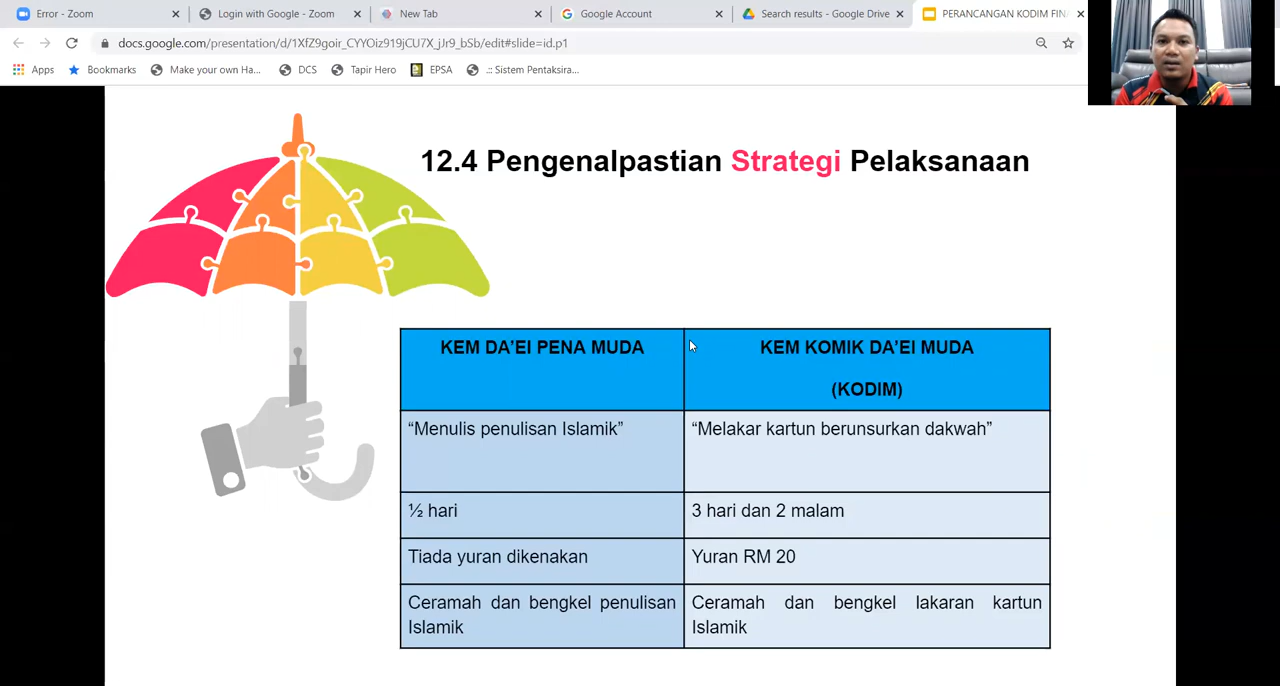 Error - Zoom
Login with Google - Zoom
New Tab
Google Account
Search results - Google Drive
PERANCANGAN KODIM FIN
docs.google.com/presentation/d/1XfZ9goir_CYYOiz919jCU7X_jJr9_bSb/edit#slide=id.p1
Apps
Bookmarks
Make your own Ha...
DCS
Tapir Hero
EPSA
.:: Sistem Pentaksira...
12.4 Pengenalpastian Strategi Pelaksanaan
KEM DA’EI PENA MUDA
KEM KOMIK DA’EI MUDA
(KODIM)
“Menulis penulisan Islamik”
“Melakar kartun berunsurkan dakwah”
½ hari
3 hari dan 2 malam
Tiada yuran dikenakan
Yuran RM 20
Ceramah dan bengkel penulisan
Islamik
Ceramah dan bengkel lakaran kartun
Islamik